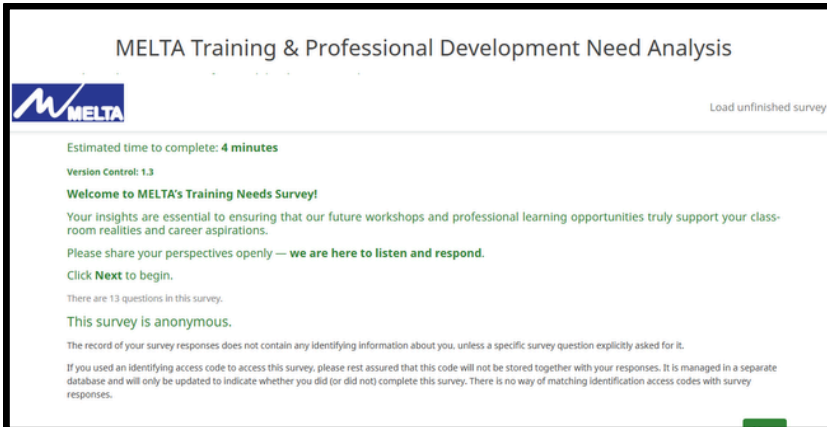 MELTA Training & Professional Development Need Analysis
MELTA
Load unfinished survey
Estimated time to complete: 4 minutes
Version Control: 1.3
Welcome to MELTA's Training Needs Survey!
Your insights are essential to ensuring that our future workshops and professional learning opportunities truly support your class-
room realities and career aspirations.
Please share your perspectives openly — we are here to listen and respond.
Click Next to begin.
There are 13 questions in this survey.
This survey is anonymous.
The record of your survey responses does not contain any identifying information about you, unless a specific survey question explicitly asked for it.
If you used an identifying access code to access this survey, please rest assured that this code will not be stored together with your responses. It is managed in a separate
database and will only be updated to indicate whether you did (or did not) complete this survey. There is no way of matching identification access codes with survey
responses.